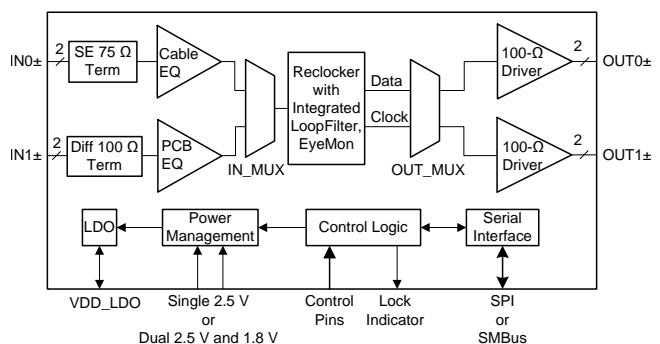 IN0±
2
SE 75 Ω
Term
Cable
EQ
IN1±
2
Diff 100 Ω
Term
PCB
EQ
IN_MUX
Reclocker
with
Integrated
LoopFilter,
EyeMon
Data
Clock
OUT_MUX
100-Ω
Driver
2
OUT0±
100-Ω
Driver
2
OUT1±
LDO
Power
Management
Control Logic
Serial
Interface
VDD_LDO
Single 2.5 V
or
Dual 2.5 V and 1.8 V
Control
Pins
Lock
Indicator
SPI
or
SMBus